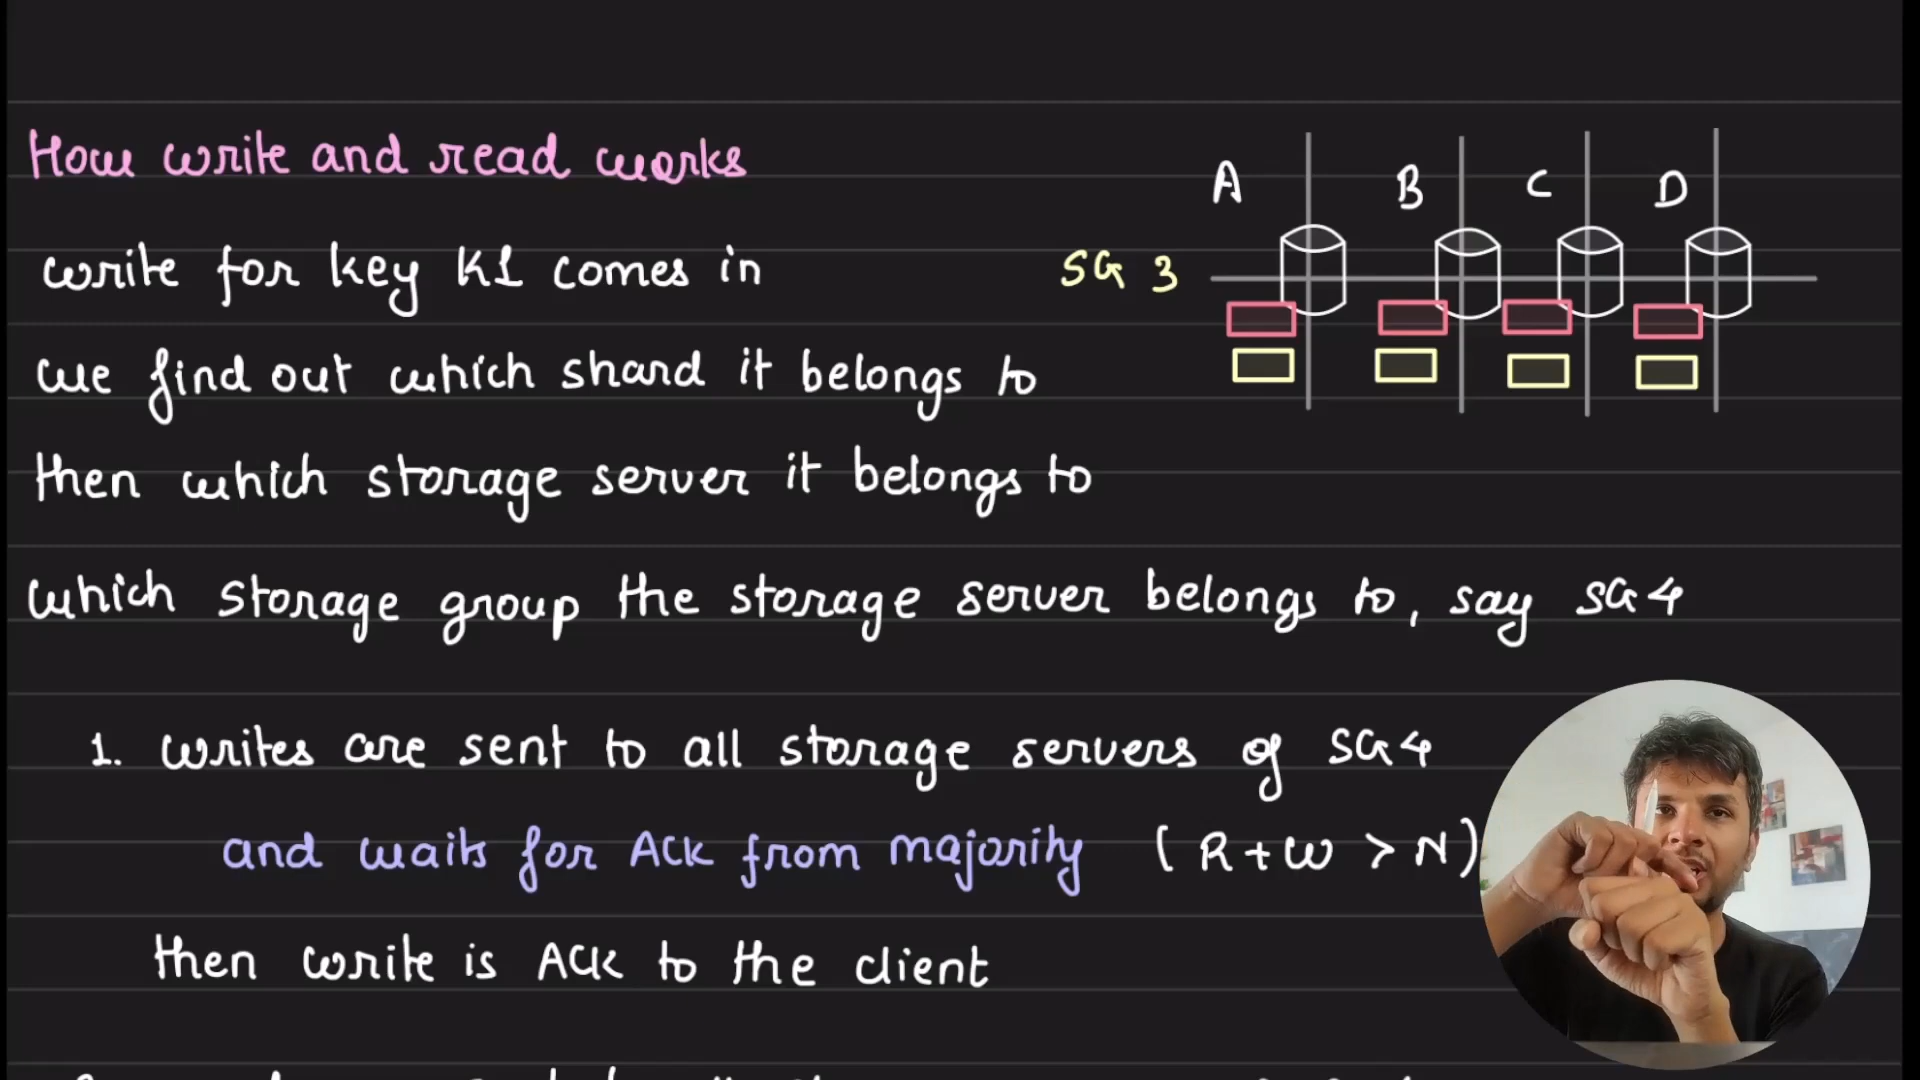 How write and read works
A B C D
write for key K1 comes in
SG 3
we find out which shard it belongs to
then which storage server it belongs to
which storage group the storage server belongs to, say SG4
1. writes are sent to all storage servers of SG4
and waits for Ack from majority (R+W > N)
then write is ACK to the client